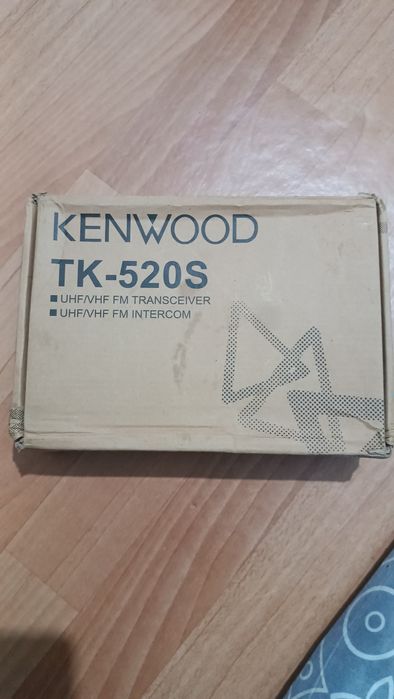 KENWOOD
TK-520S
■ UHF/VHF FM TRANSCEIVER
■ UHF/VHF FM INTERCOM